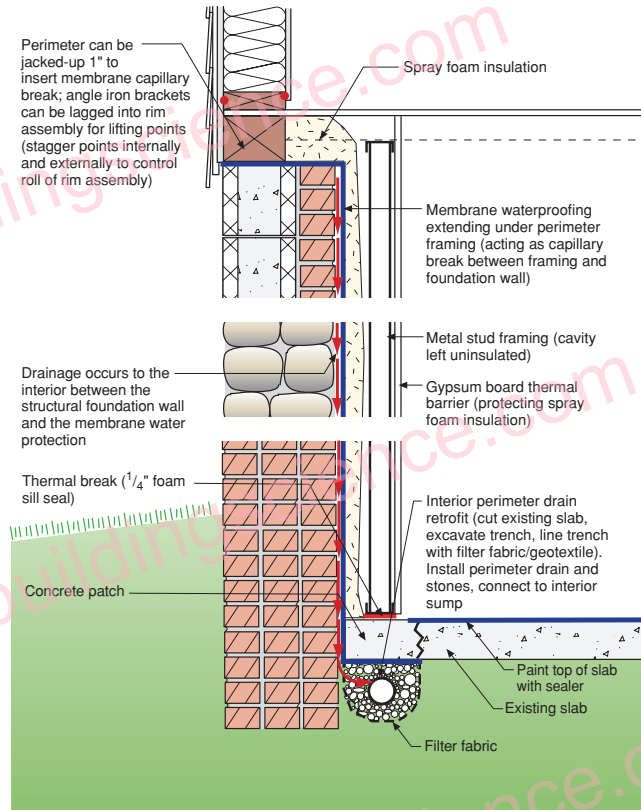 Perimeter can be
jacked-up 1" to
insert membrane capillary
break; angle iron brackets
can be lagged into rim
assembly for lifting points
(stagger points internally
and externally to control
roll of rim assembly)
Spray foam insulation
Membrane waterproofing
extending under perimeter
framing (acting as capillary
break between framing and
foundation wall)
Drainage occurs to the
interior between the
structural foundation wall
and the membrane water
protection
Metal stud framing (cavity
left uninsulated)
Gypsum board thermal
barrier (protecting spray
foam insulation)
Thermal break (1/4" foam
sill seal)
Interior perimeter drain
retrofit (cut existing slab,
excavate trench, line trench
with filter fabric/geotextile).
Install perimeter drain and
stones, connect to interior
sump
Concrete patch
Paint top of slab
with sealer
Existing slab
Filter fabric
buildingscience.com
buildingscience.com